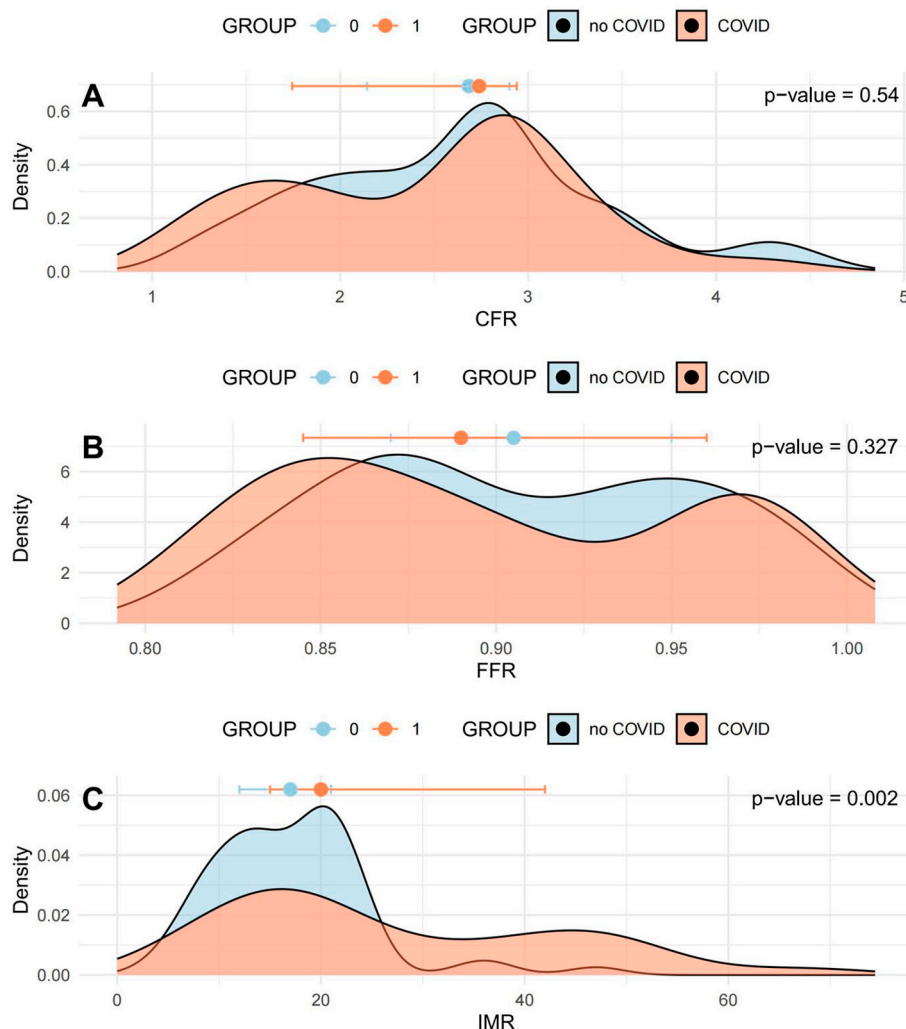 GROUP 0 1 GROUP no COVID COVID
A
p−value = 0.54
0.6
0.4
0.2
0.0
Density
1 2 3 4 5
CFR
GROUP 0 1 GROUP no COVID COVID
B
p−value = 0.327
6
4
2
0
Density
0.80 0.85 0.90 0.95 1.00
FFR
GROUP 0 1 GROUP no COVID COVID
C
p−value = 0.002
0.06
0.04
0.02
0.00
Density
0 20 40 60
IMR